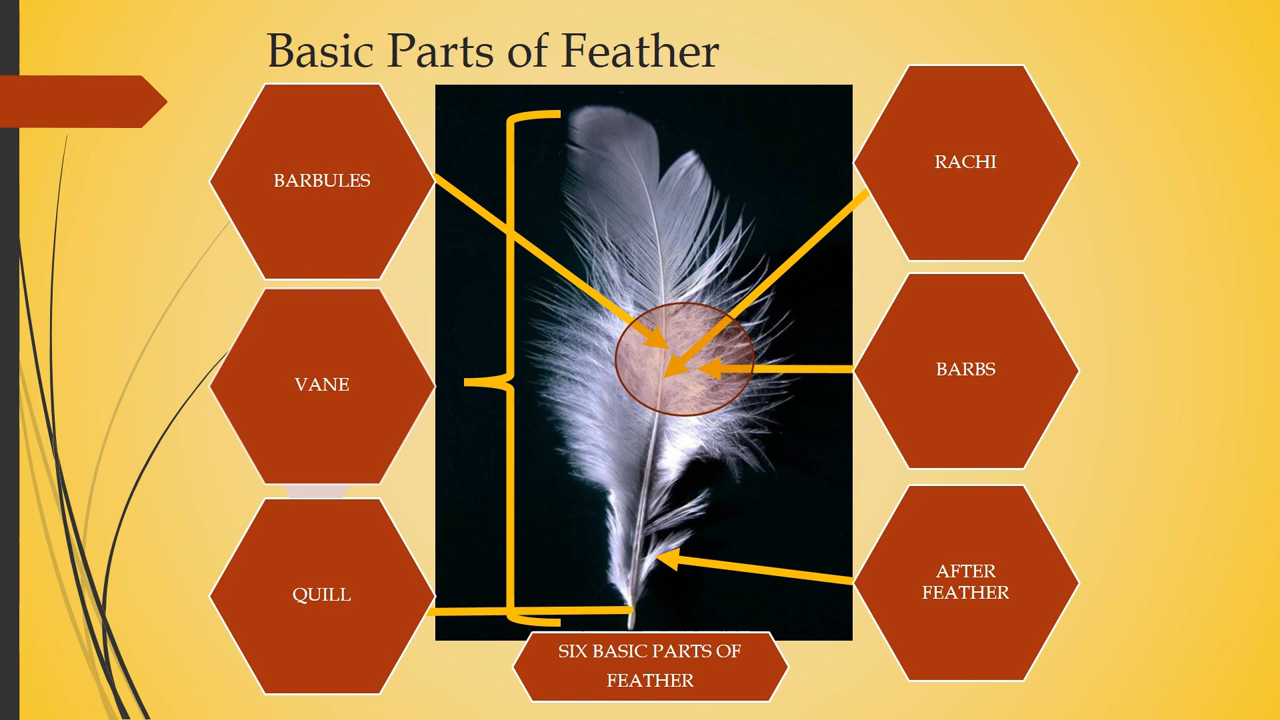 Basic Parts of Feather
BARBULES
RACHI
VANE
BARBS
QUILL
AFTER
FEATHER
SIX BASIC PARTS OF
FEATHER